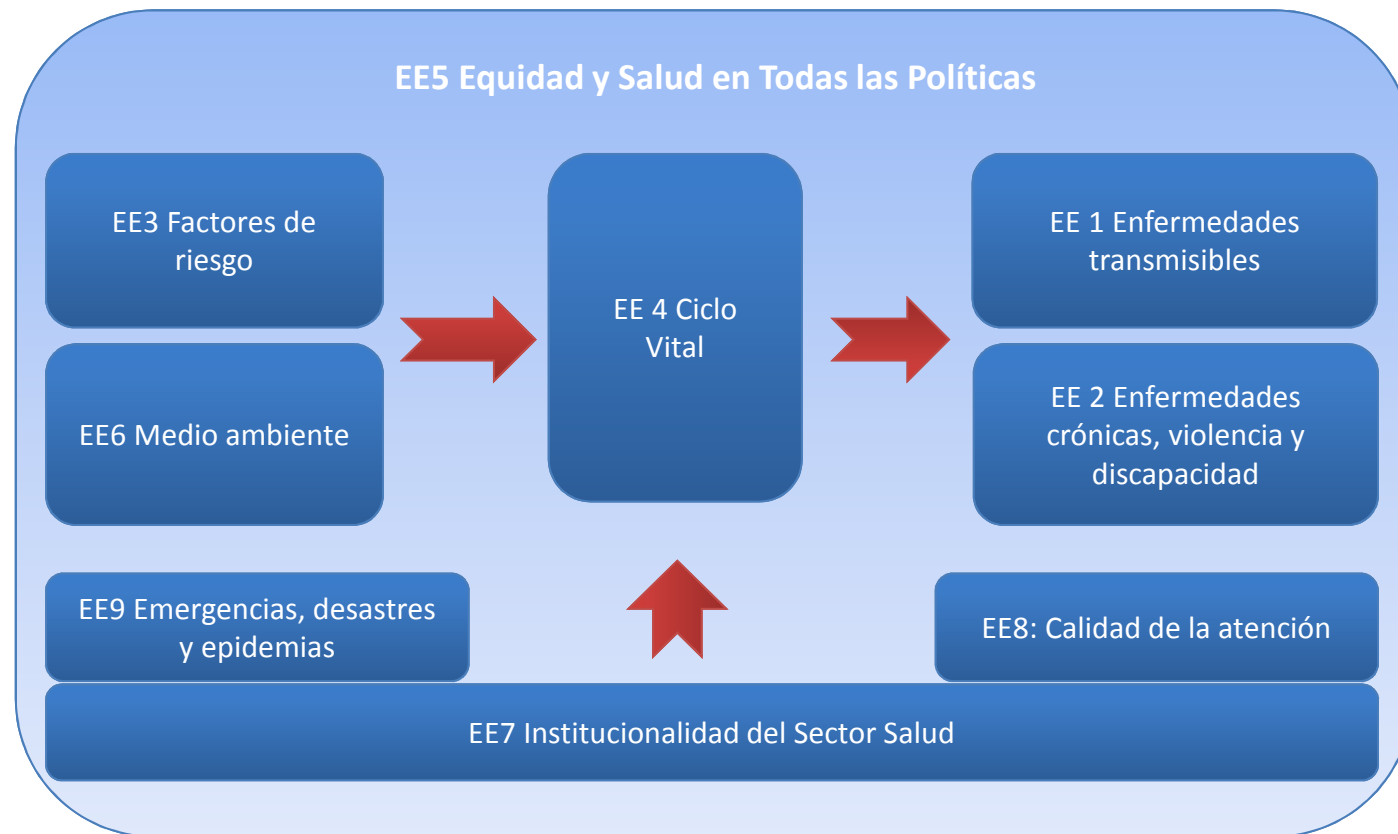 EE5 Equidad y Salud en Todas las Políticas
EE3 Factores de
riesgo
EE6 Medio ambiente
EE 4 Ciclo
Vital
EE 1 Enfermedades
transmisibles
EE 2 Enfermedades
crónicas, violencia y
discapacidad
EE9 Emergencias, desastres
y epidemias
EE8: Calidad de la atención
EE7 Institucionalidad del Sector Salud